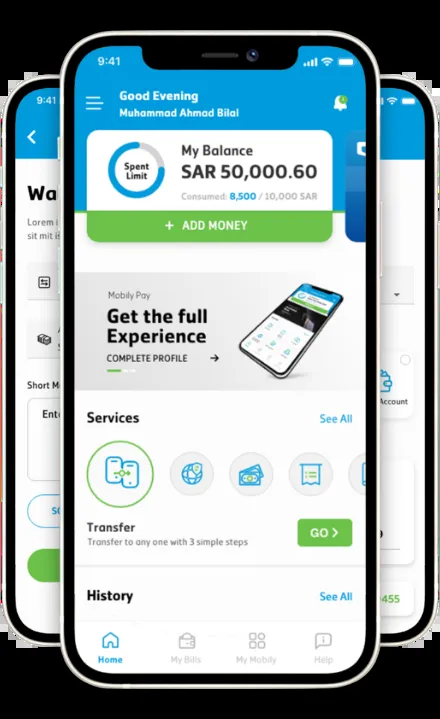 9:41
Good Evening
Muhammad Ahmad Bilal
Spent
Limit
My Balance
SAR 50,000.60
Consumed: 8,500 / 10,000 SAR
+ ADD MONEY
Mobily Pay
Get the full
Experience
COMPLETE PROFILE →
Services
See All
Transfer
Transfer to any one with 3 simple steps
GO >
History
See All
Home
My Bills
My Mobily
Help
9:41
Wa
Lorem i
sit mit i
Short M
Ent
Account
455